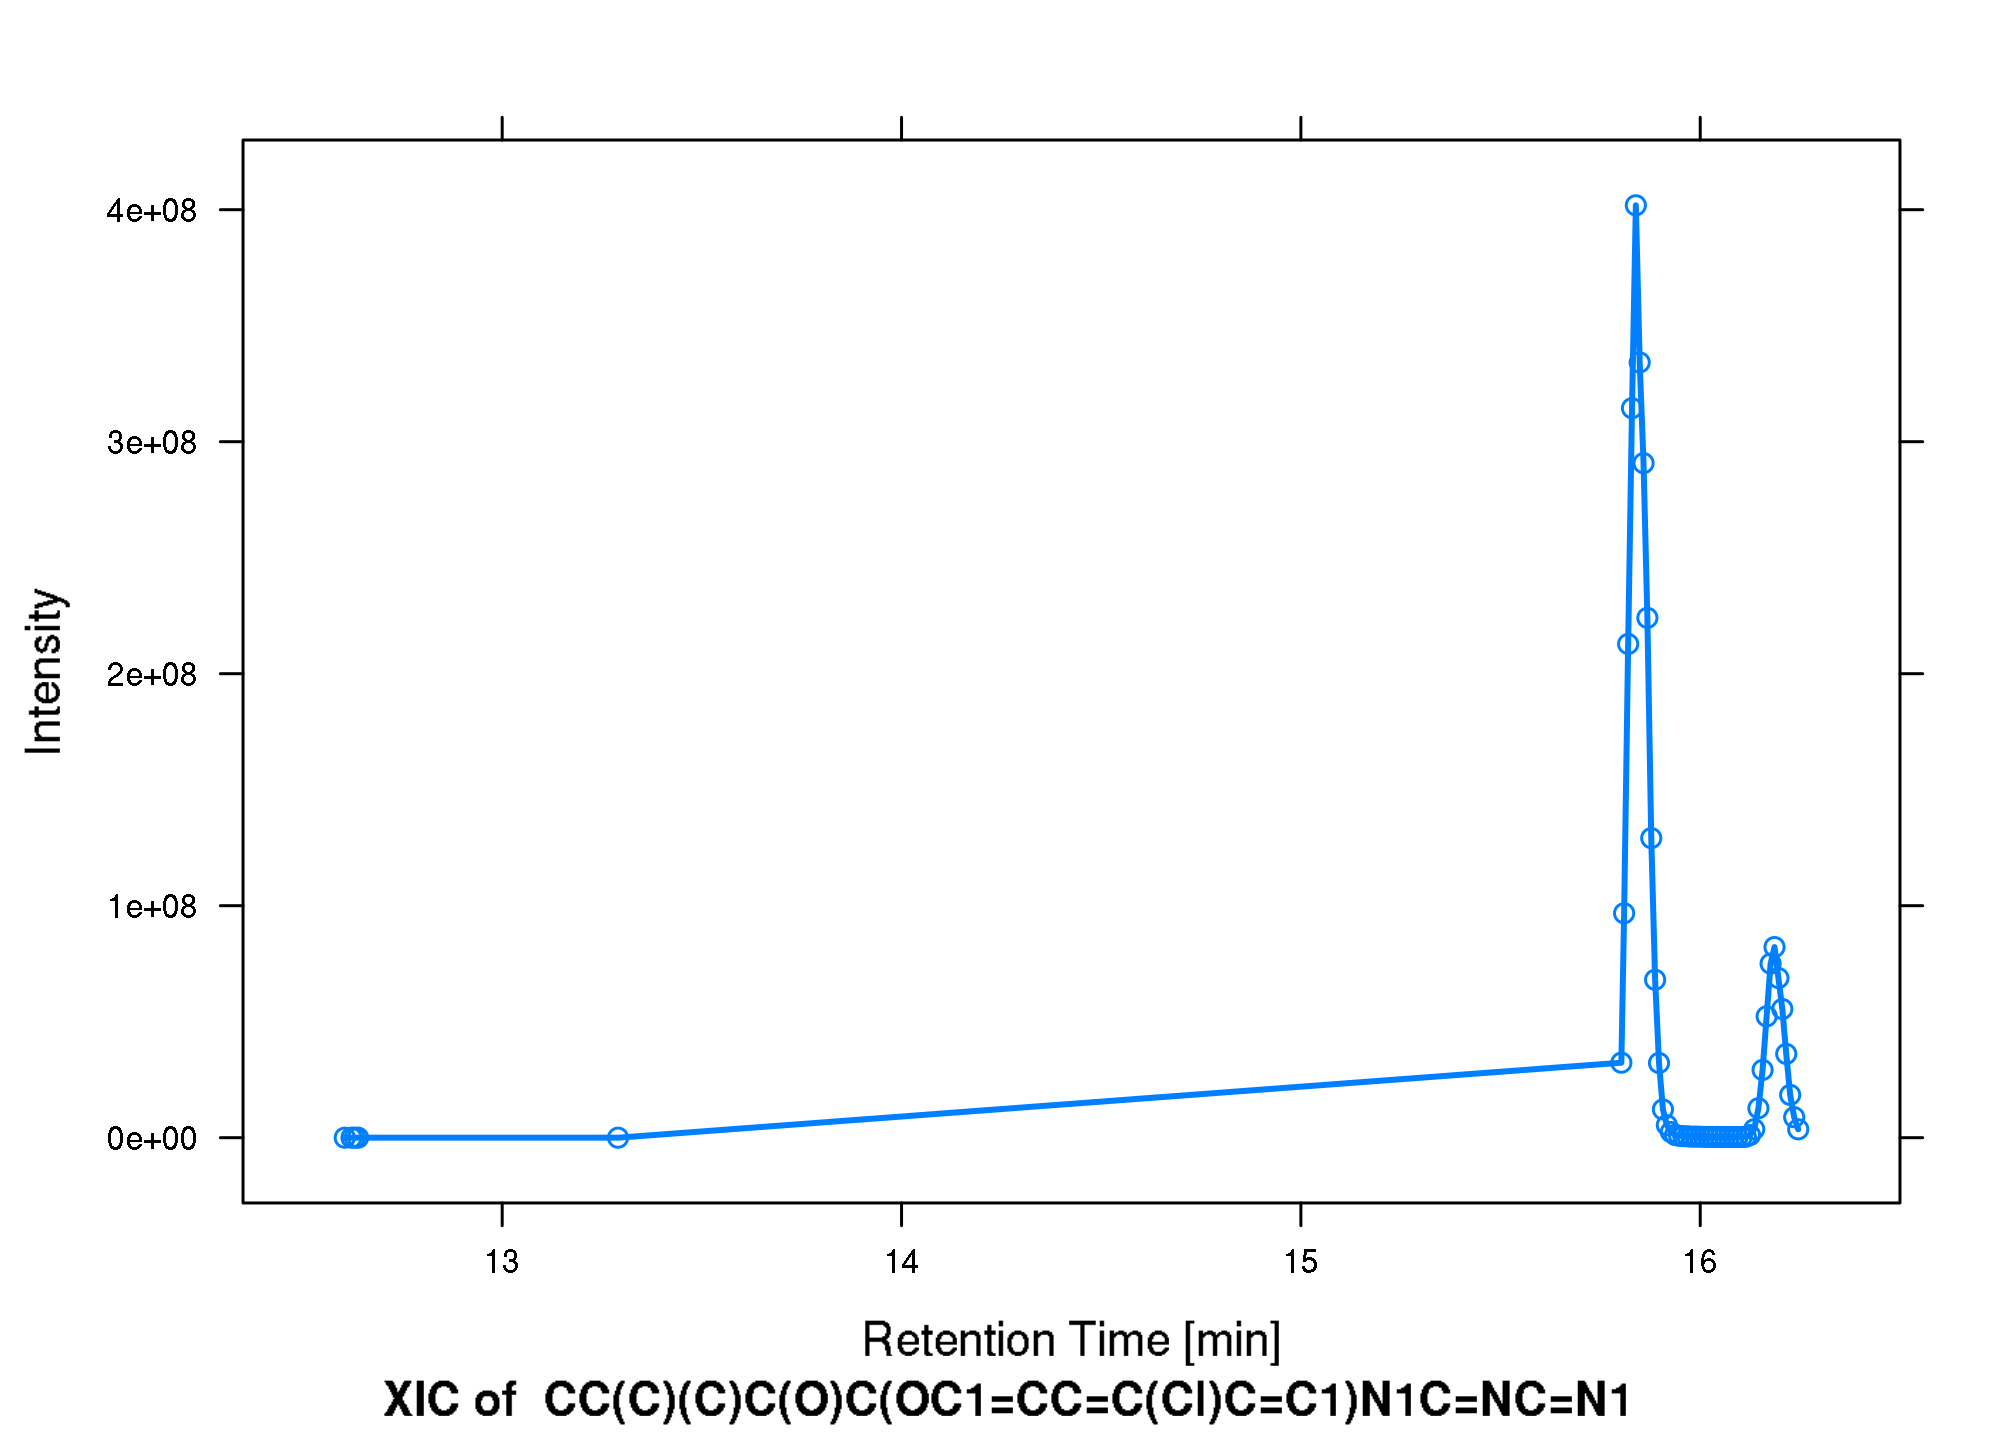 4e+08
3e+08
2e+08
1e+08
0e+00
Intensity
13 14 15 16
Retention Time [min]
XIC of CC(C)(C)C(O)C(OC1=CC=C(Cl)C=C1)N1C=NC=N1